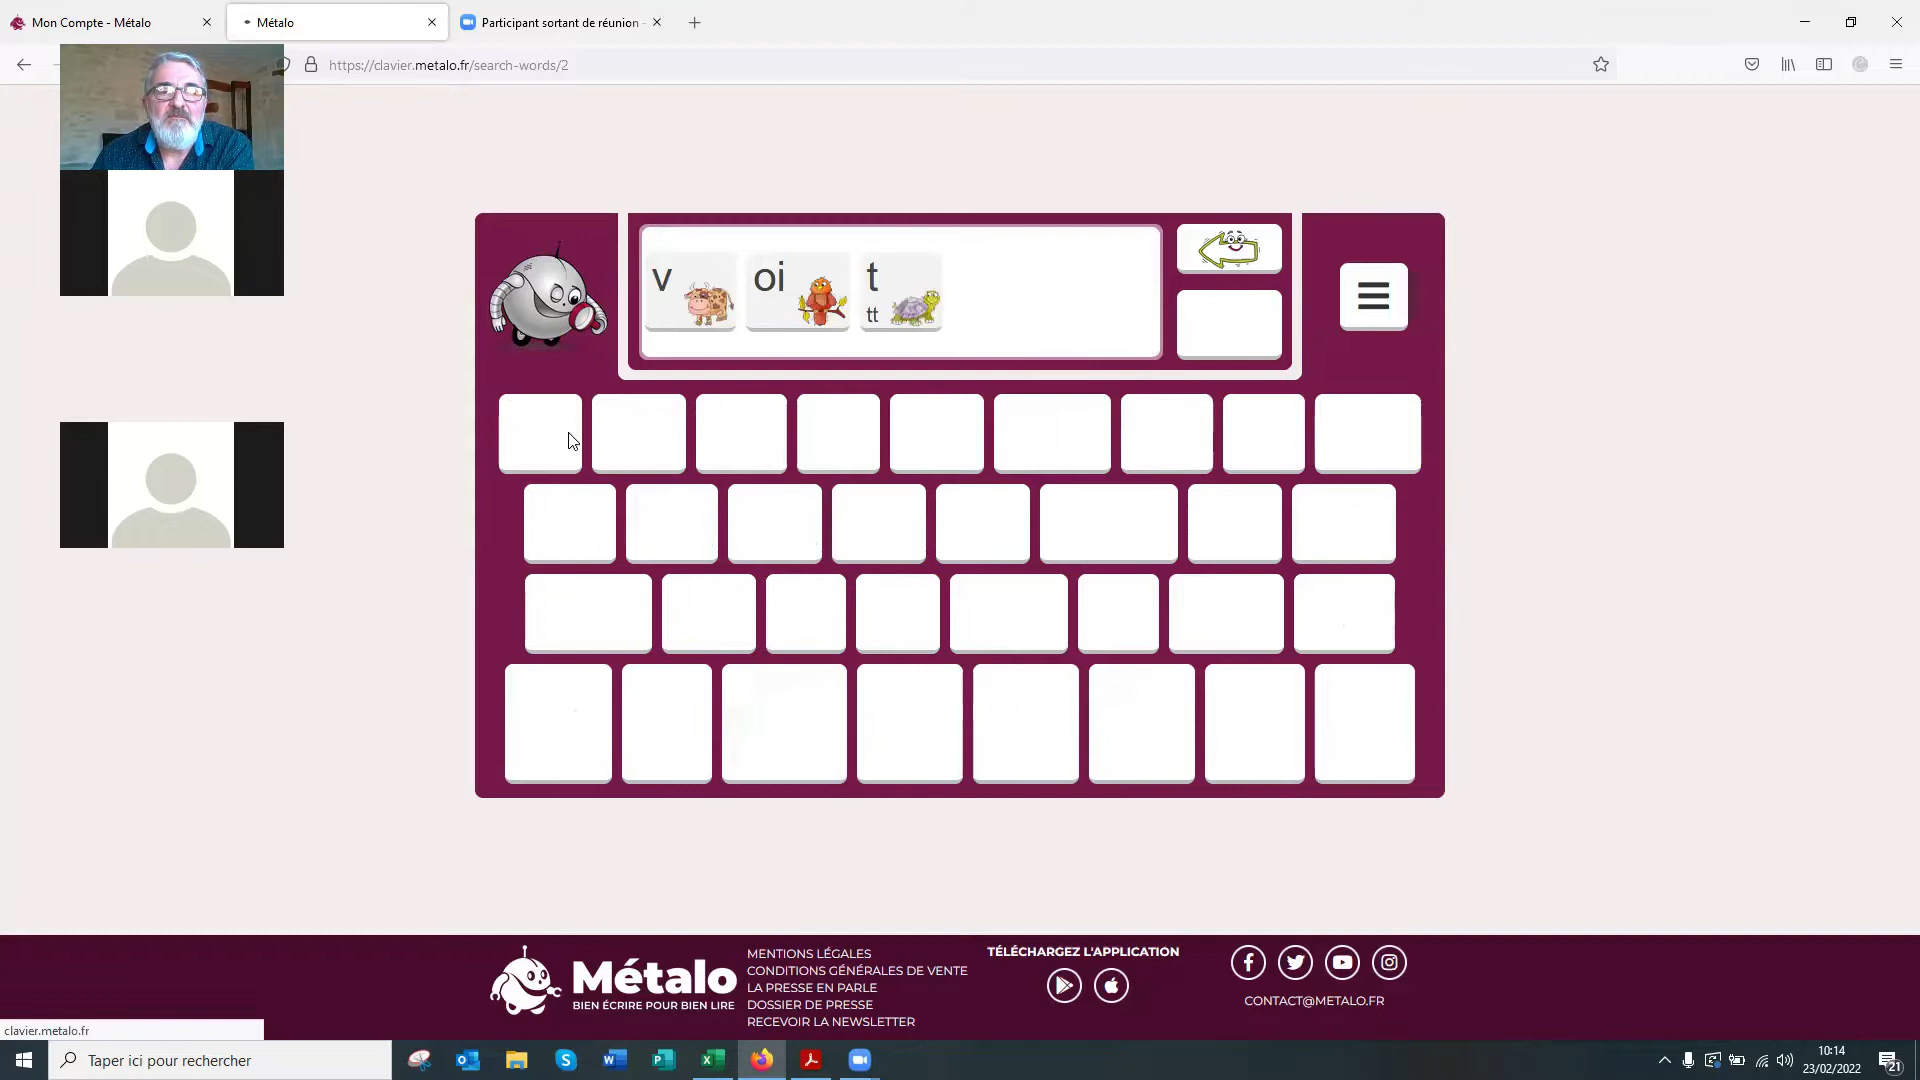 Mon Compte - Métalo
Métalo
Participant sortant de réunion -
https://clavier.metalo.fr/search-words/2
v
oi
t
tt
Métalo
BIEN ÉCRIRE POUR BIEN LIRE
MENTIONS LÉGALES
CONDITIONS GÉNÉRALES DE VENTE
LA PRESSE EN PARLE
DOSSIER DE PRESSE
RECEVOIR LA NEWSLETTER
TÉLÉCHARGEZ L'APPLICATION
CONTACT@METALO.FR
clavier.metalo.fr
Taper ici pour rechercher
10:14
23/02/2022
21